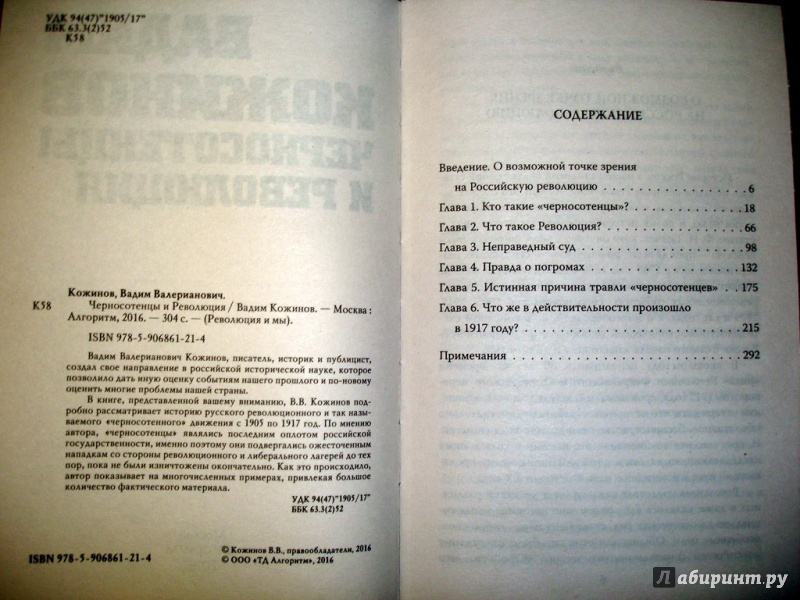 УДК 94(47)"1905/17"
ББК 63.3(2)52
К58
Кожинов, Вадим Валерианович.
К58 Черносотенцы и Революция / Вадим Кожинов. — Москва :
Алгоритм, 2016. — 304 с. — (Революция и мы).
ISBN 978-5-906861-21-4
Вадим Валерианович Кожинов, писатель, историк и публицист,
создал свое направление в российской исторической науке, которое
позволило дать иную оценку событиям нашего прошлого и по-новому
оценить многие проблемы нашей страны.
В книге, представленной вашему вниманию, В.В. Кожинов под-
робно рассматривает историю русского революционного и так назы-
ваемого «черносотенного» движения с 1905 по 1917 год. По мнению
автора, «черносотенцы» являлись последним оплотом российской
государственности, именно поэтому они подвергались ожесточенным
нападкам со стороны революционного и либерального лагерей до тех
пор, пока не были изничтожены окончательно. Как это происходило,
автор показывает на многочисленных примерах, привлекая большое
количество фактического материала.
УДК 94(47)"1905/17"
ББК 63.3(2)52
© Кожинов В.В., правообладатели, 2016
ISBN 978-5-906861-21-4 © ООО «ТД Алгоритм», 2016
СОДЕРЖАНИЕ
Введение. О возможной точке зрения
на Российскую революцию . . . . . . . . . . . . . . . . . . . . 6
Глава 1. Кто такие «черносотенцы»? . . . . . . . . . . . . . . . 18
Глава 2. Что такое Революция? . . . . . . . . . . . . . . . . . . . 66
Глава 3. Неправедный суд . . . . . . . . . . . . . . . . . . . . . . . 98
Глава 4. Правда о погромах . . . . . . . . . . . . . . . . . . . . . 132
Глава 5. Истинная причина травли «черносотенцев» . . . 175
Глава 6. Что же в действительности произошло
в 1917 году? . . . . . . . . . . . . . . . . . . . . . . . . . . . . . 215
Примечания . . . . . . . . . . . . . . . . . . . . . . . . . . . . . . . . 292
Лабиринт.ру